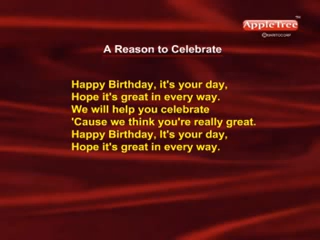 AppleTree
A Reason to Celebrate
Happy Birthday, it's your day,
Hope it's great in every way.
We will help you celebrate
'Cause we think you're really great.
Happy Birthday, It's your day,
Hope it's great in every way.